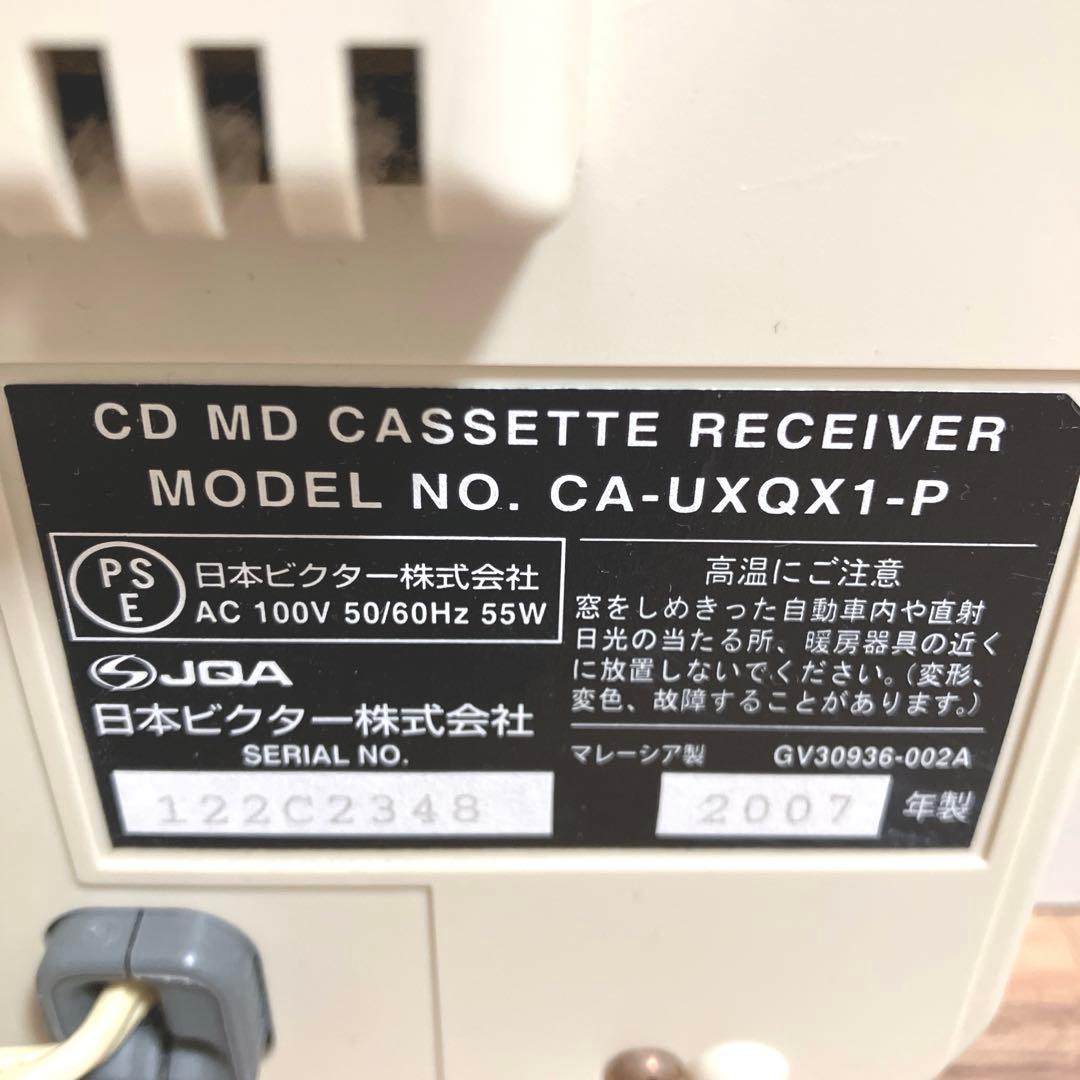 CD MD CASSETTE RECEIVER
MODEL NO. CA-UXQX1-P
PS
E
日本ビクター株式会社
AC 100V 50/60Hz 55W
JQA
日本ビクター株式会社
SERIAL NO.
122C2348
高温にご注意
窓をしめきった自動車内や直射
日光の当たる所、暖房器具の近く
に放置しないでください。(変形、
変色、故障することがあります。)
マレーシア製 GV30936-002A
2007 年製